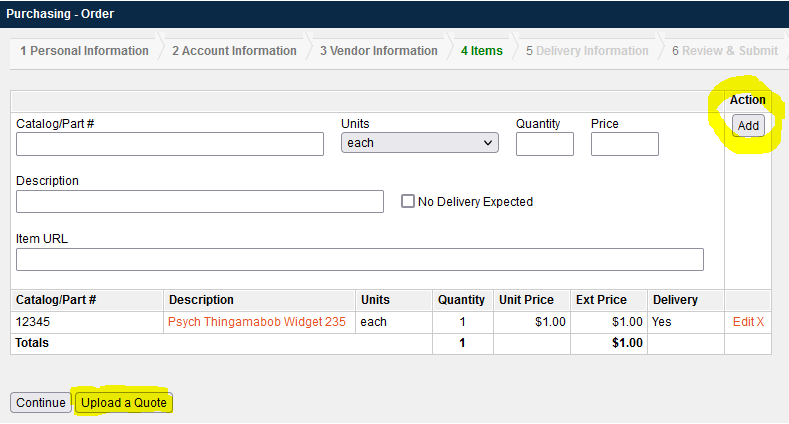 Purchasing - Order
1 Personal Information 2 Account Information 3 Vendor Information 4 Items 5 Delivery Information 6 Review & Submit
Action
Catalog/Part # Units Quantity Price Add
each
Description
No Delivery Expected
Item URL
Catalog/Part # Description Units Quantity Unit Price Ext Price Delivery
12345 Psych Thingamabob Widget 235 each 1 $1.00 $1.00 Yes Edit X
Totals 1 $1.00
Continue Upload a Quote